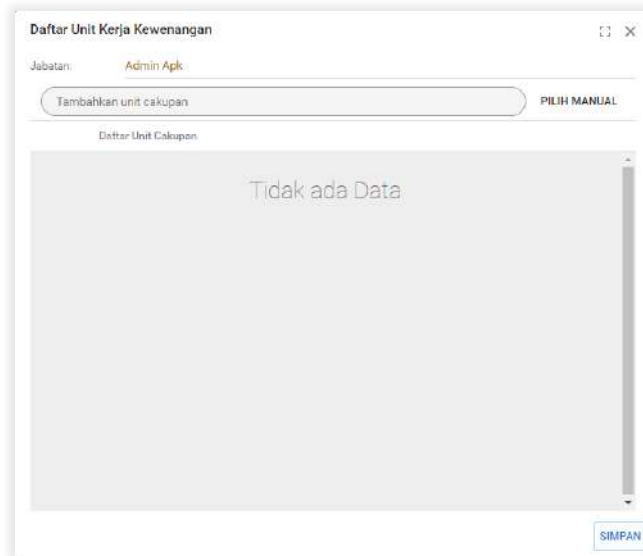 Daftar Unit Kerja Kewenangan
Jabatan: Admin Apk
Tambahkan unit cakupan PILIH MANUAL
Daftar Unit Cakupan
Tidak ada Data
SIMPAN